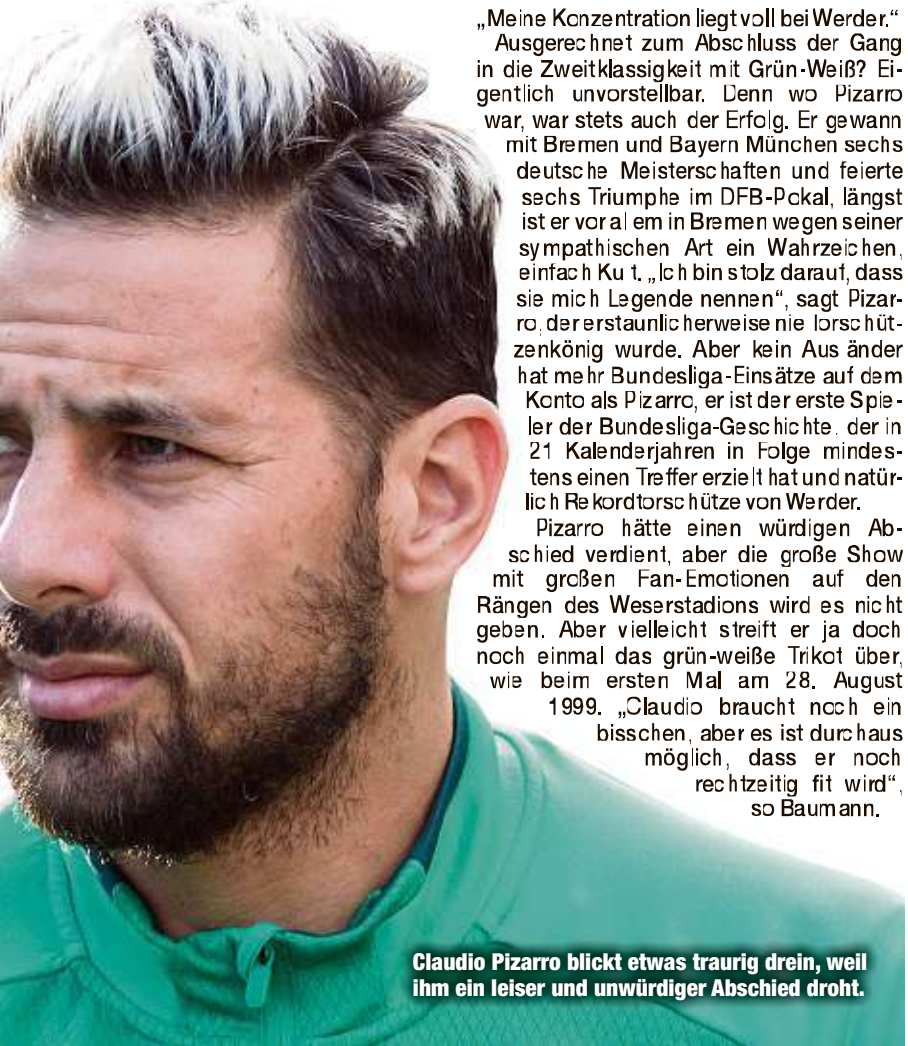 „Meine Konzentration liegt voll bei Werder.“
Ausgerechnet zum Abschluss der Gang
in die Zweitklassigkeit mit Grün-Weiß? Ei-
gentlich unvorstellbar. Denn wo Pizarro
war, war stets auch der Erfolg. Er gewann
mit Bremen und Bayern München sechs
deutsche Meisterschaften und feierte
sechs Triumphe im DFB-Pokal, längst
ist er vor allem in Bremen wegen seiner
sympathischen Art ein Wahrzeichen,
einfach Kult. „Ich bin stolz darauf, dass
sie mich Legende nennen“, sagt Pizar-
ro, der erstaunlicherweise nie Torschüt-
zenkönig wurde. Aber kein Ausländer
hat mehr Bundesliga-Einsätze auf dem
Konto als Pizarro, er ist der erste Spie-
ler der Bundesliga-Geschichte, der in
21 Kalenderjahren in Folge mindes-
tens einen Treffer erzielt hat und natür-
lich Rekordtorschütze von Werder.
Pizarro hätte einen würdigen Ab-
schied verdient, aber die große Show
mit großen Fan-Emotionen auf den
Rängen des Weserstadions wird es nicht
geben. Aber vielleicht streift er ja doch
noch einmal das grün-weiße Trikot über,
wie beim ersten Mal am 28. August
1999. „Claudio braucht noch ein
bisschen, aber es ist durchaus
möglich, dass er noch
rechtzeitig fit wird“,
so Baumann.
Claudio Pizarro blickt etwas traurig drein, weil
ihm ein leiser und unwürdiger Abschied droht.